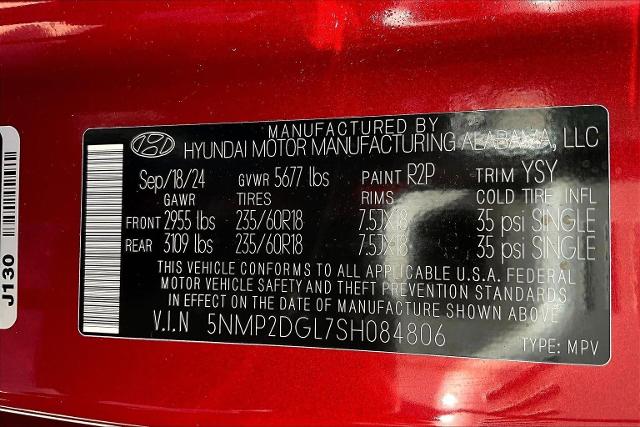 MANUFACTURED BY
HYUNDAI MOTOR MANUFACTURING ALABAMA, LLC
Sep/18/24 GVWR 5677 lbs PAINT R2P TRIM YSY
GAWR TIRES RIMS COLD TIRE INFL
FRONT 2955 lbs 235/60R18 7.5JX18 35 psi SINGLE
REAR 3109 lbs 235/60R18 7.5JX18 35 psi SINGLE
THIS VEHICLE CONFORMS TO ALL APPLICABLE U.S.A. FEDERAL
MOTOR VEHICLE SAFETY AND THEFT PREVENTION STANDARDS
IN EFFECT ON THE DATE OF MANUFACTURE SHOWN ABOVE
V.I.N 5NMP2DGL7SH084806
TYPE: MPV
J130